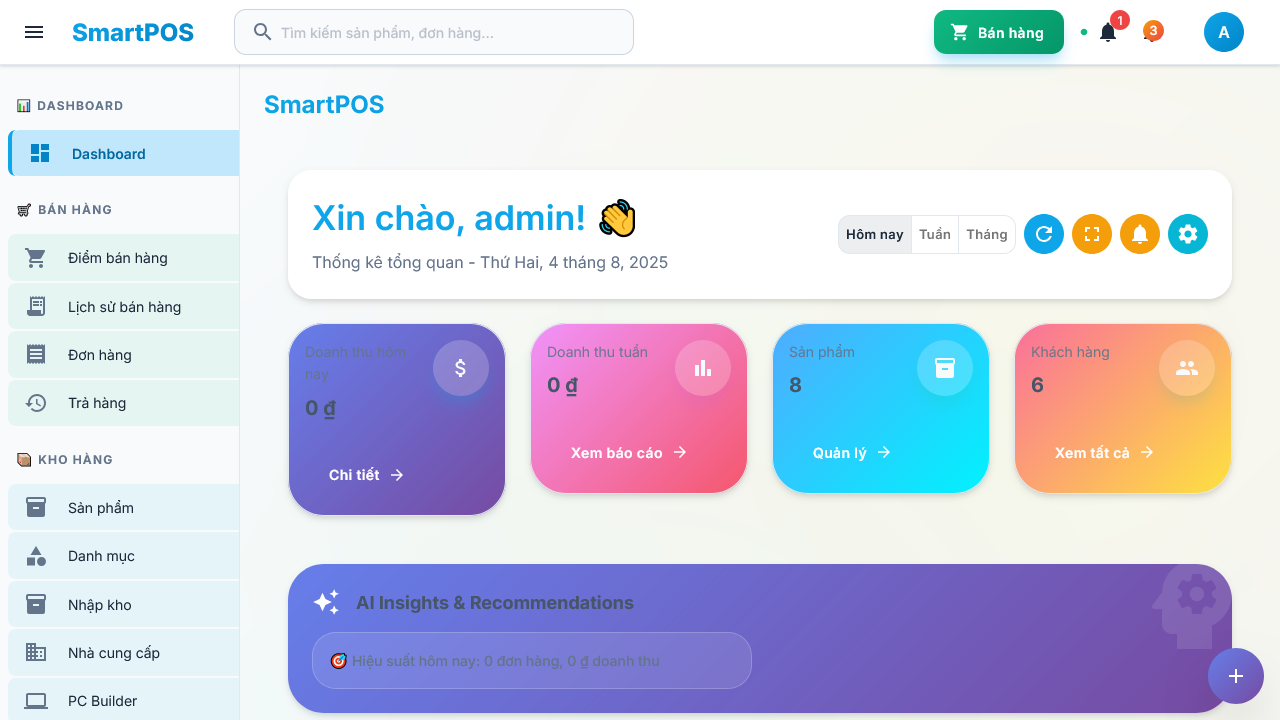 SmartPOS
Tìm kiếm sản phẩm, đơn hàng...
Bán hàng
1
3
A
DASHBOARD
Dashboard
BÁN HÀNG
Điểm bán hàng
Lịch sử bán hàng
Đơn hàng
Trả hàng
KHO HÀNG
Sản phẩm
Danh mục
Nhập kho
Nhà cung cấp
PC Builder
SmartPOS
Xin chào, admin! 👋
Thống kê tổng quan - Thứ Hai, 4 tháng 8, 2025
Hôm nay
Tuần
Tháng
Doanh thu hôm
nay
0 ₫
Chi tiết
Doanh thu tuần
0 ₫
Xem báo cáo
Sản phẩm
8
Quản lý
Khách hàng
6
Xem tất cả
AI Insights & Recommendations
🎯 Hiệu suất hôm nay: 0 đơn hàng, 0 ₫ doanh thu